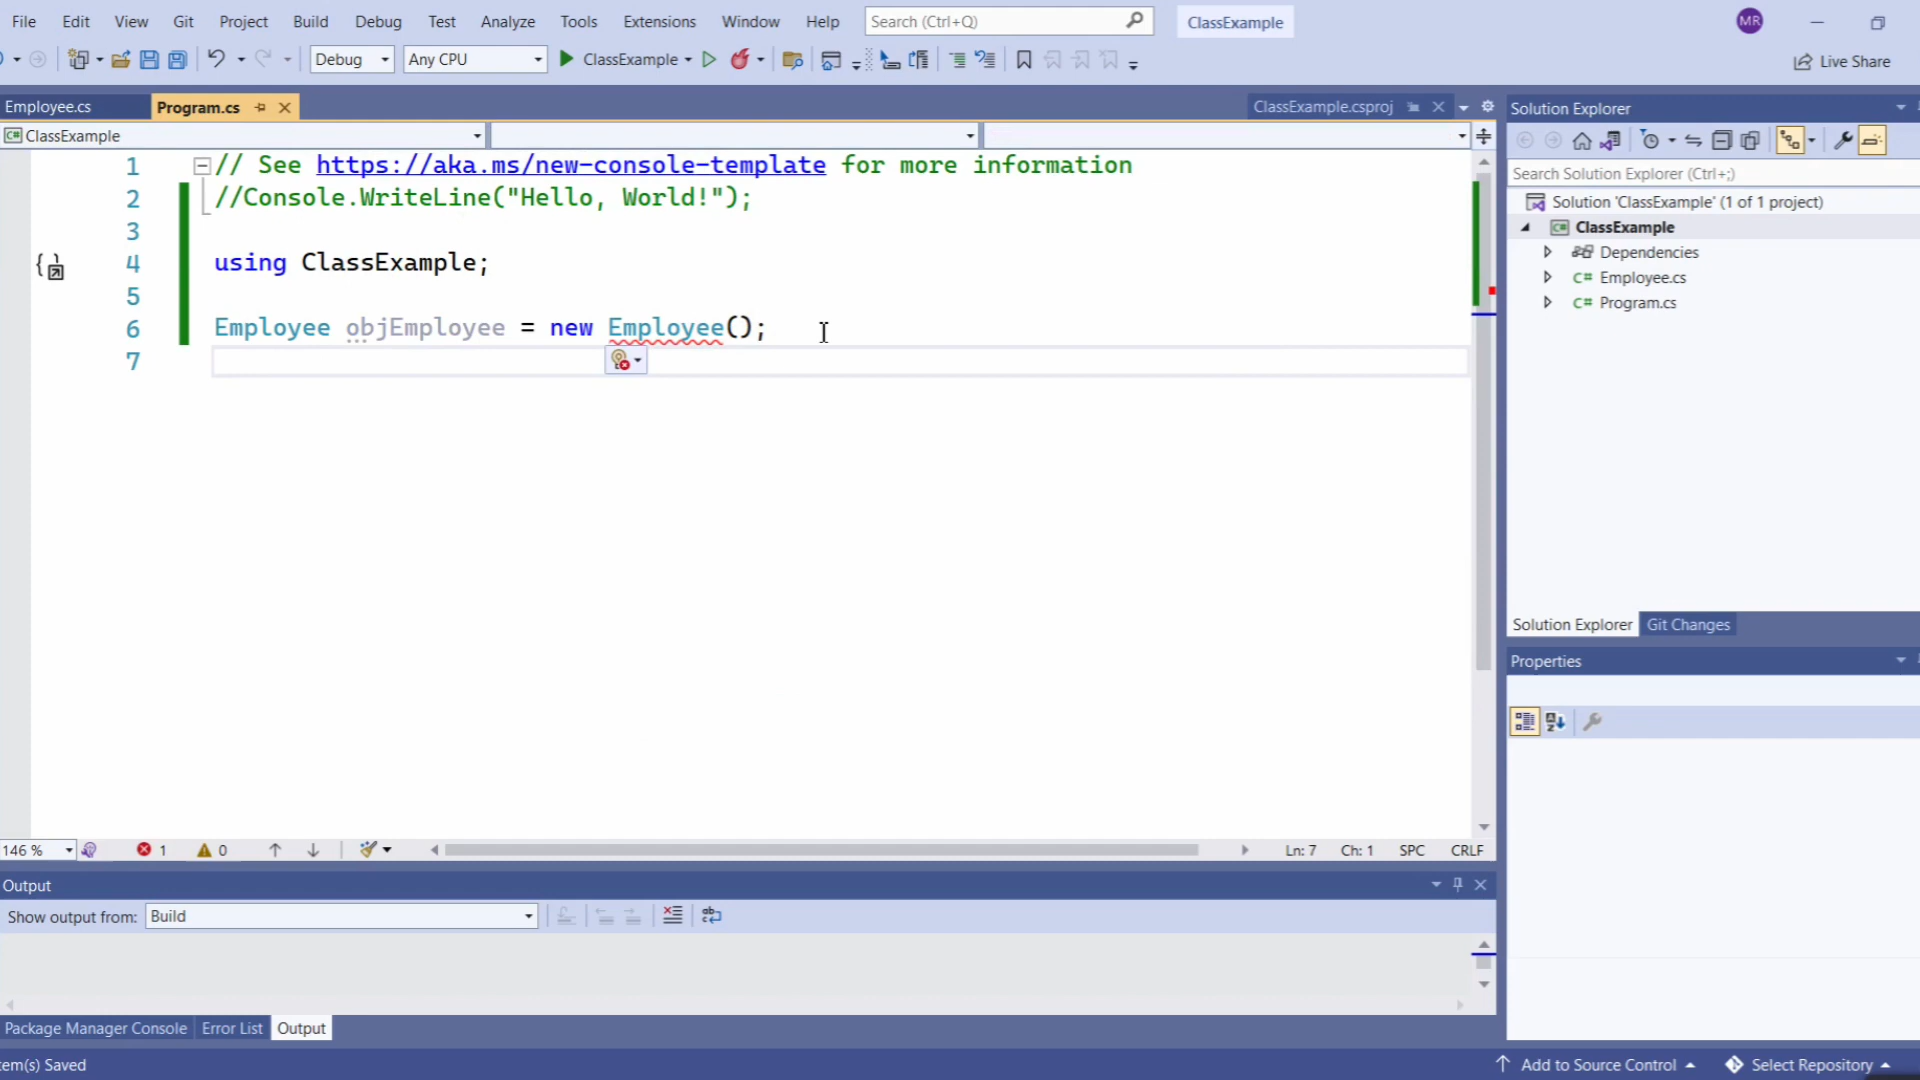 File Edit View Git Project Build Debug Test Analyze Tools Extensions Window Help Search (Ctrl+Q) ClassExample MR
Debug Any CPU ClassExample Live Share
Employee.cs Program.cs ClassExample.csproj Solution Explorer
ClassExample
Search Solution Explorer (Ctrl+;)
Solution 'ClassExample' (1 of 1 project)
ClassExample
Dependencies
Employee.cs
Program.cs
1 // See https://aka.ms/new-console-template for more information
2 //Console.WriteLine("Hello, World!");
3
4 using ClassExample;
5
6 Employee objEmployee = new Employee();
7
Solution Explorer Git Changes
Properties
146 % 1 0 Ln: 7 Ch: 1 SPC CRLF
Output
Show output from: Build
Package Manager Console Error List Output
em(s) Saved Add to Source Control Select Repository